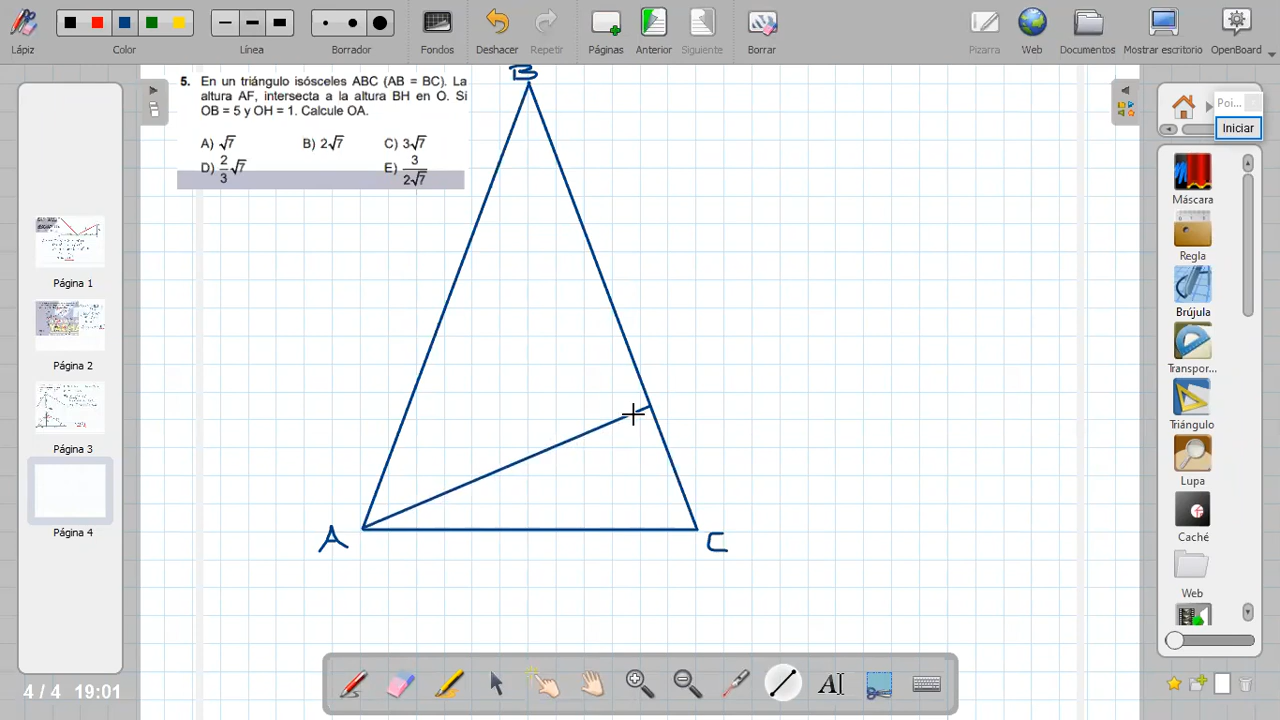 Lápiz Color Línea Borrador Fondos Deshacer Repetir Páginas Anterior Siguiente Borrar Pizarra Web Documentos Mostrar escritorio OpenBoard
5. En un triángulo isósceles ABC (AB = BC). La
altura AF, intersecta a la altura BH en O. Si
OB = 5 y OH = 1. Calcule OA.
A) √7 B) 2√7 C) 3√7
D) 2/3 √7 E) 3/(2√7)
B
A
C
Página 1
Página 2
Página 3
Página 4
4 / 4 19:01
Poi...
Iniciar
Máscara
Regla
Brújula
Transpor...
Triángulo
Lupa
Caché
Web